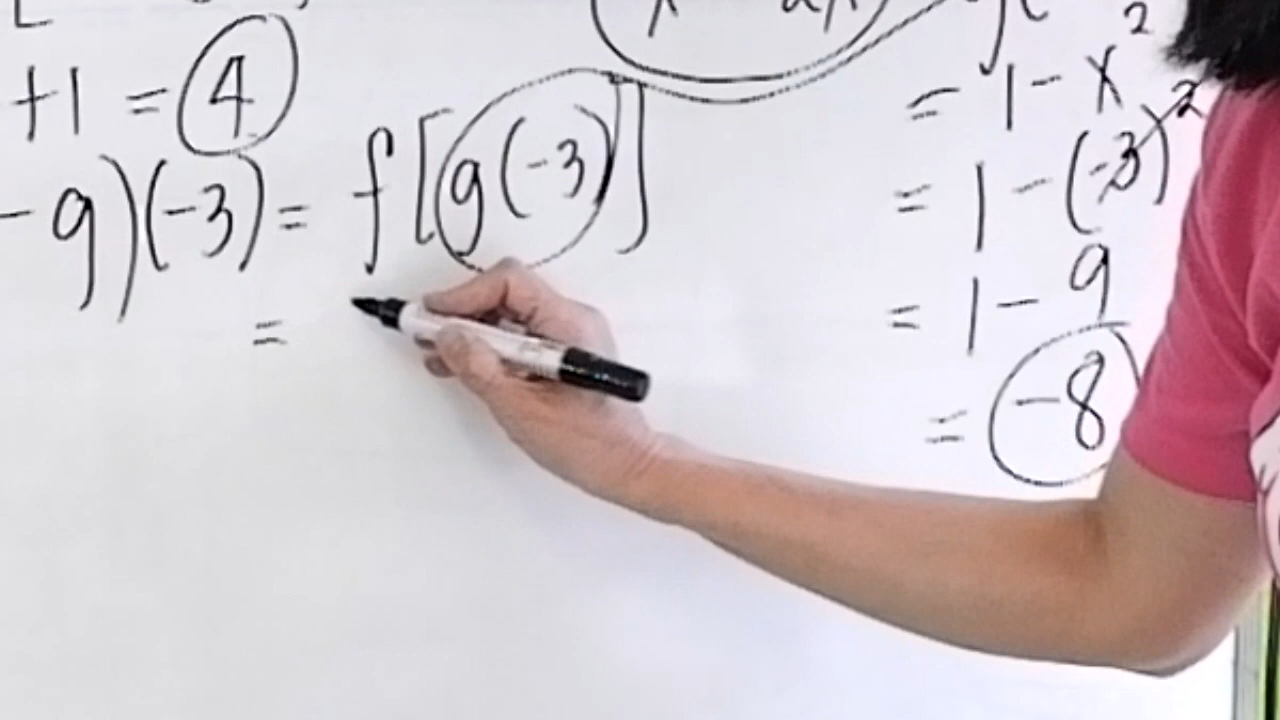 +1 = 4
g)(-3) = f[g(-3)]
=
= 1 - x²
= 1 - (-3)²
= 1 - 9
= -8